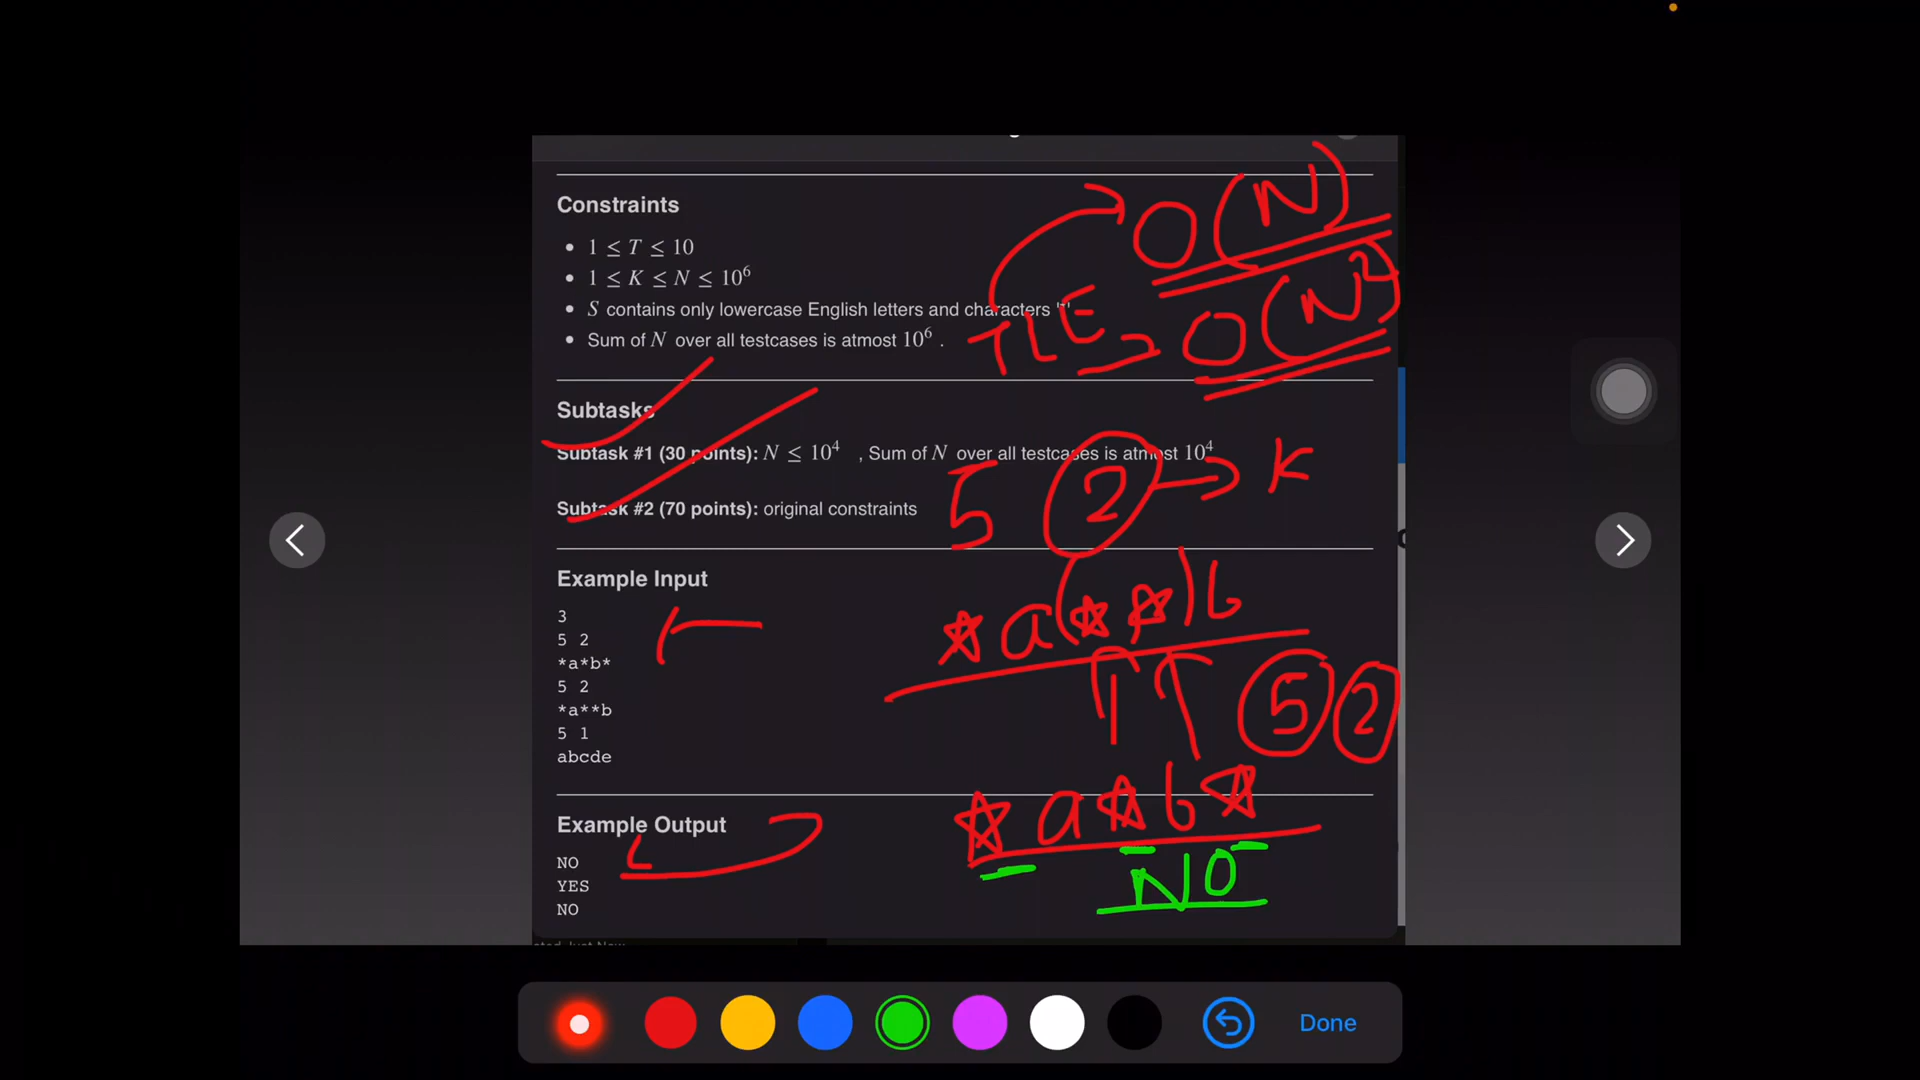 Constraints
1 ≤ T ≤ 10
1 ≤ K ≤ N ≤ 10^6
S contains only lowercase English letters and characters '*'
Sum of N over all testcases is atmost 10^6 .
O(N)
TLE → O(N^2)
Subtasks
Subtask #1 (30 points): N ≤ 10^4 , Sum of N over all testcases is atmost 10^4
Subtask #2 (70 points): original constraints
5 2 → K
Example Input
3
5 2
*a*b*
5 2
*a**b
5 1
abcde
☆a(☆☆)b
5 2
☆a☆b☆
NO
Example Output
NO
YES
NO
Done